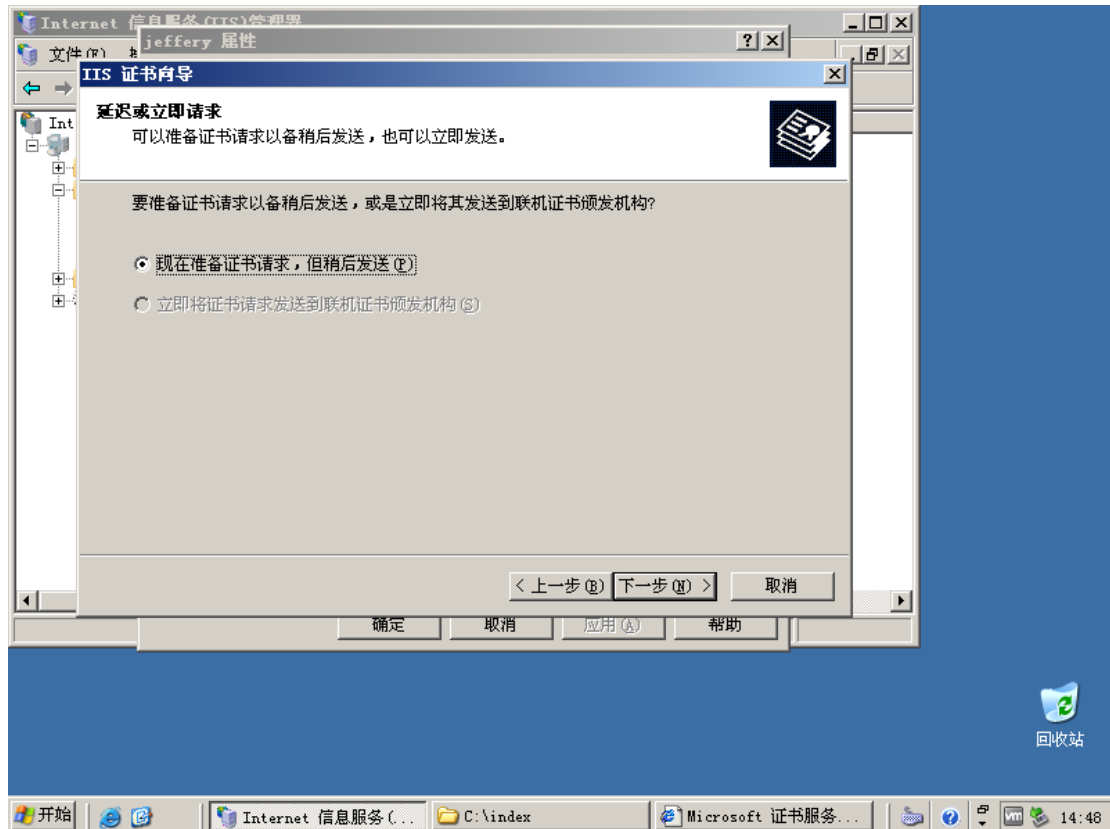 Internet 信息服务(IIS)管理器
jeffery 属性
文件(F)
IIS 证书向导
延迟或立即请求
可以准备证书请求以备稍后发送，也可以立即发送。
Int
要准备证书请求以备稍后发送，或是立即将其发送到联机证书颁发机构?
现在准备证书请求，但稍后发送(P)
立即将证书请求发送到联机证书颁发机构(S)
< 上一步(B) 下一步(N) > 取消
确定 取消 应用(A) 帮助
回收站
开始 Internet 信息服务(... C:\index Microsoft 证书服务... 14:48